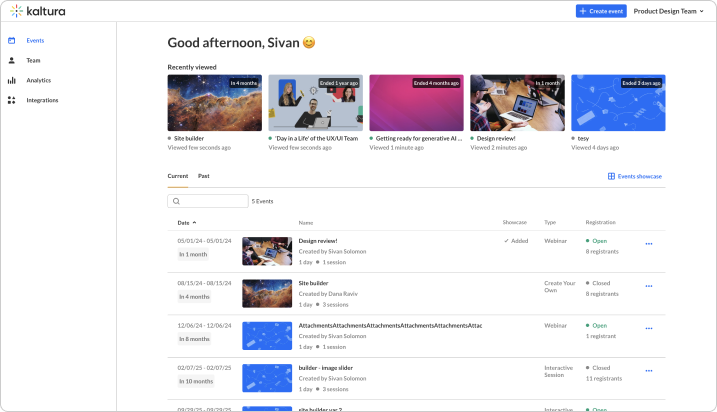 kaltura
Create event
Product Design Team
Events
Team
Analytics
Integrations
Good afternoon, Sivan
Recently viewed
In 4 months
Ended 1 year ago
Ended 4 months ago
In 1 month
Ended 3 days ago
Site builder
'Day in a Life' of the UX/UI Team
Getting ready for generative AI ...
Design review!
tesy
Viewed few seconds ago
Viewed few seconds ago
Viewed 1 minute ago
Viewed 2 minutes ago
Viewed 4 days ago
Current
Past
Events showcase
5 Events
Date
Name
Showcase
Type
Registration
05/01/24 - 05/01/24
In 1 month
Design review!
Created by Sivan Solomon
1 day • 1 session
Added
Webinar
Open
8 registrants
08/15/24 - 08/15/24
In 4 months
Site builder
Created by Dana Raviv
1 day • 3 sessions
Create Your
Own
Closed
8 registrants
12/06/24 - 12/06/24
In 8 months
AttachmentsAttachmentsAttachmentsAttachmentsAttachmentsAttac
Created by Sivan Solomon
1 day • 1 session
Webinar
Open
1 registrant
02/07/25 - 02/07/25
In 10 months
builder - image slider
Created by Sivan Solomon
1 day • 3 sessions
Interactive
Session
Closed
11 registrants
09/29/25 - 09/29/25
site builder var 2
Interactive
Open